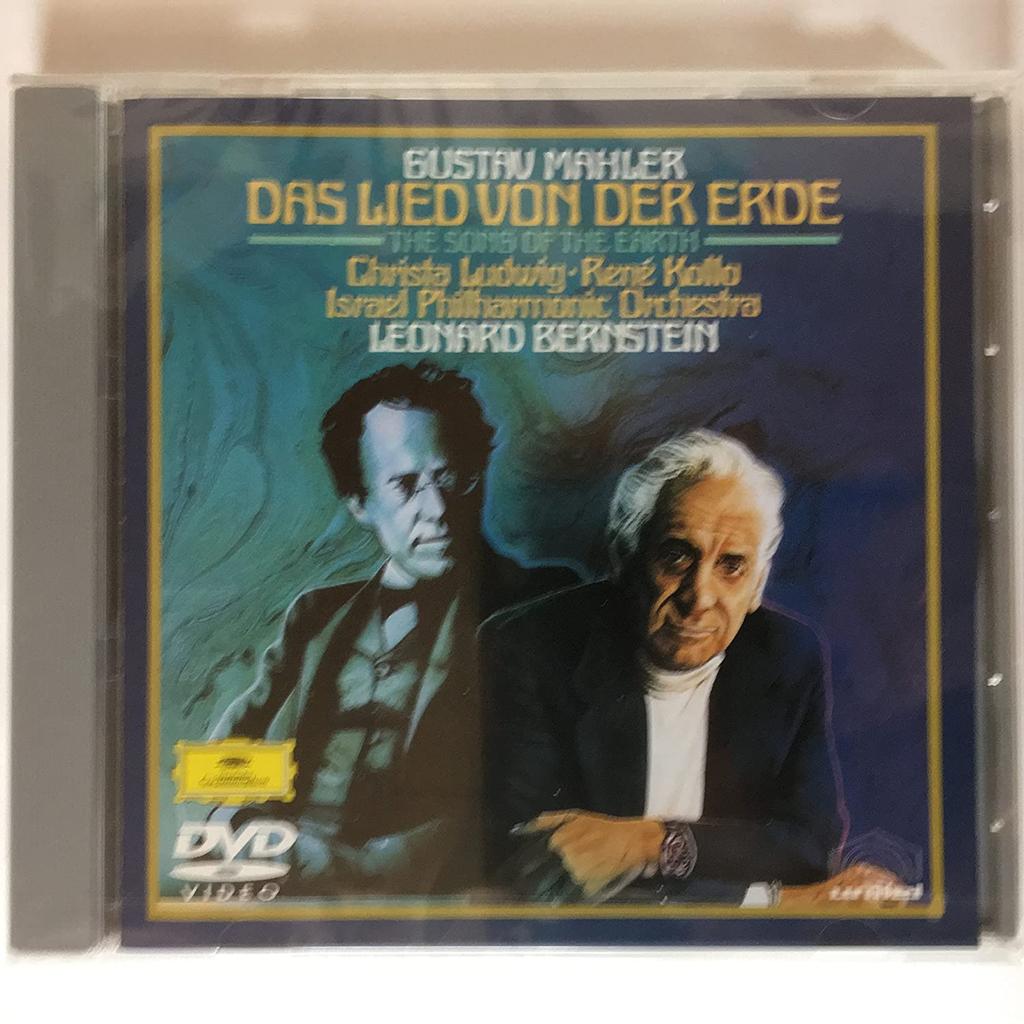 GUSTAV MAHLER
DAS LIED VON DER ERDE
THE SONG OF THE EARTH
Christa Ludwig · René Kollo
Israel Philharmonic Orchestra
LEONARD BERNSTEIN
DVD
VIDEO